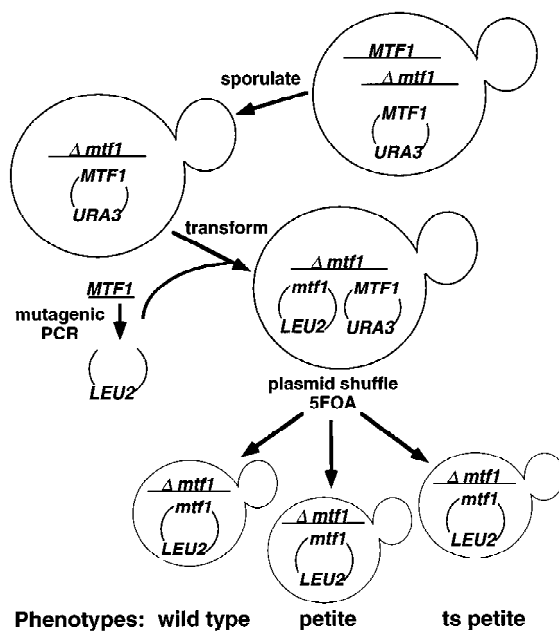 MTF1
Δ mtf1
sporulate
MTF1
URA3
Δ mtf1
MTF1
URA3
transform
Δ mtf1
mtf1 MTF1
LEU2 URA3
MTF1
mutagenic
PCR
LEU2
plasmid shuffle
5FOA
Δ mtf1
mtf1
LEU2
Δ mtf1
mtf1
LEU2
Δ mtf1
mtf1
LEU2
Phenotypes: wild type petite ts petite